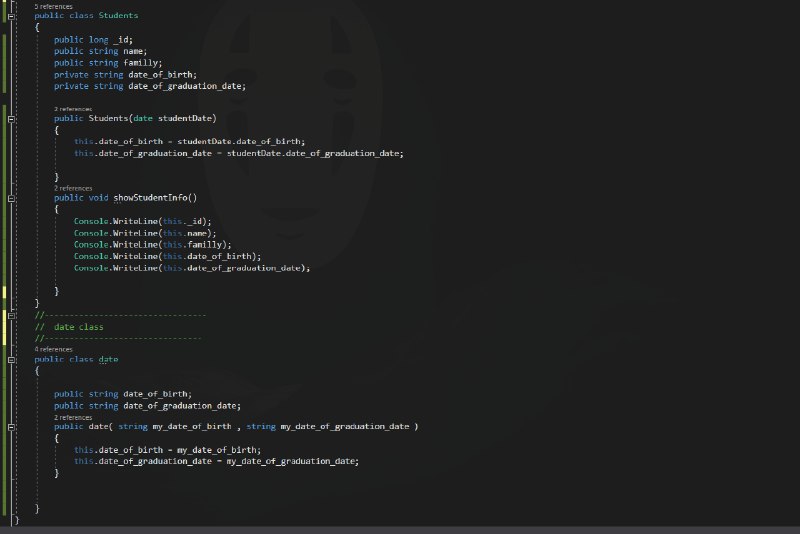 5 references
public class Students
{
public long _id;
public string name;
public string familly;
private string date_of_birth;
private string date_of_graduation_date;
2 references
public Students(date studentDate)
{
this.date_of_birth = studentDate.date_of_birth;
this.date_of_graduation_date = studentDate.date_of_graduation_date;
}
2 references
public void showStudentInfo()
{
Console.WriteLine(this._id);
Console.WriteLine(this.name);
Console.WriteLine(this.familly);
Console.WriteLine(this.date_of_birth);
Console.WriteLine(this.date_of_graduation_date);
}
}
//--------------------------------
// date class
//-------------------------------
4 references
public class date
{
public string date_of_birth;
public string date_of_graduation_date;
2 references
public date( string my_date_of_birth , string my_date_of_graduation_date )
{
this.date_of_birth = my_date_of_birth;
this.date_of_graduation_date = my_date_of_graduation_date;
}
}
}